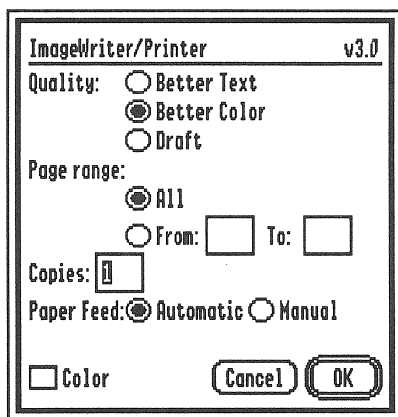 ImageWriter/Printer v3.0
Quality: Better Text
Better Color
Draft
Page range:
All
From: To:
Copies: 1
Paper Feed: Automatic Manual
Color Cancel OK